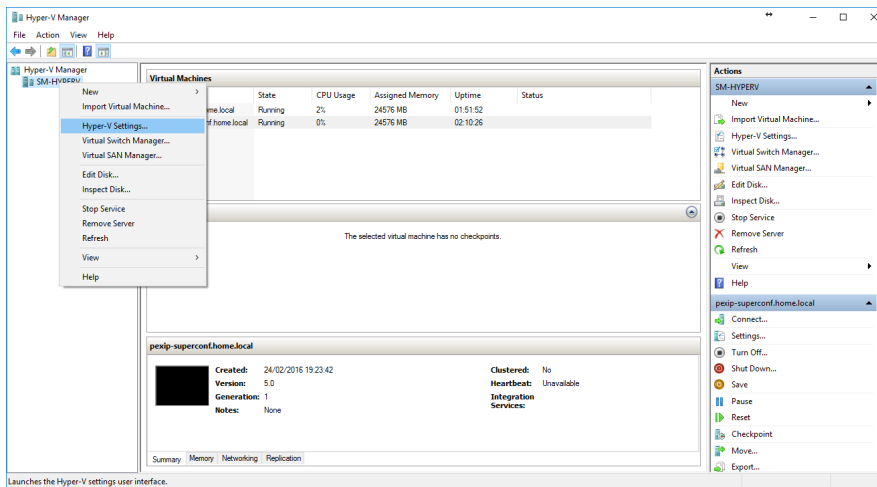 Hyper-V Manager
File Action View Help
Hyper-V Manager
SM-HYPERV
New
Import Virtual Machine...
Hyper-V Settings...
Virtual Switch Manager...
Virtual SAN Manager...
Edit Disk...
Inspect Disk...
Stop Service
Remove Server
Refresh
View
Help
Virtual Machines
State CPU Usage Assigned Memory Uptime Status
me.local Running 2% 24576 MB 01:51:52
nf.home.local Running 0% 24576 MB 02:10:26
The selected virtual machine has no checkpoints.
pexip-superconf.home.local
Created: 24/02/2016 19:23:42 Clustered: No
Version: 5.0 Heartbeat: Unavailable
Generation: 1 Integration
Services:
Notes: None
Summary Memory Networking Replication
Actions
SM-HYPERV
New
Import Virtual Machine...
Hyper-V Settings...
Virtual Switch Manager...
Virtual SAN Manager...
Edit Disk...
Inspect Disk...
Stop Service
Remove Server
Refresh
View
Help
pexip-superconf.home.local
Connect...
Settings...
Turn Off...
Shut Down...
Save
Pause
Reset
Checkpoint
Move...
Export...
Launches the Hyper-V settings user interface.